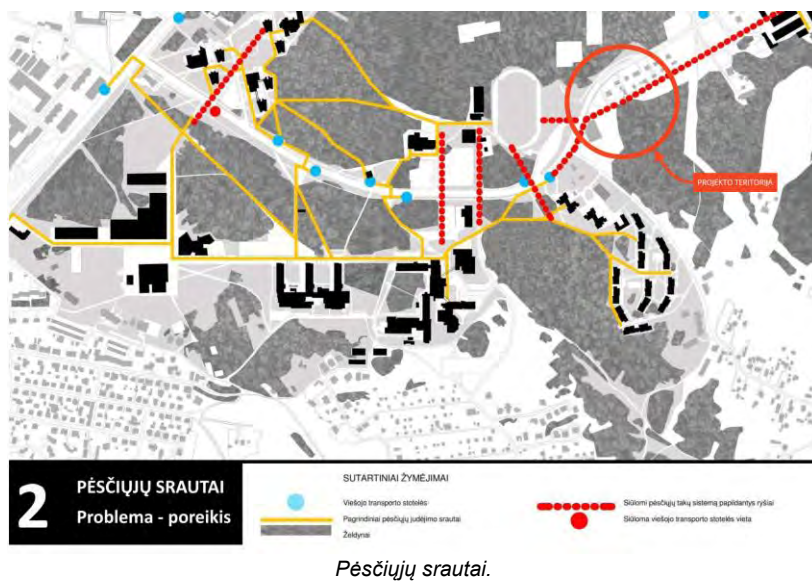 PROJEKTO TERITORIJA
2
PĖSČIŲJŲ SRAUTAI
Problema - poreikis
SUTARTINIAI ŽYMĖJIMAI
Viešojo transporto stotelės
Pagrindiniai pėsčiųjų judėjimo srautai
Želdynai
Siūlomi pėsčiųjų takų sistemą papildantys ryšiai
Siūloma viešojo transporto stotelės vieta
Pėsčiųjų srautai.